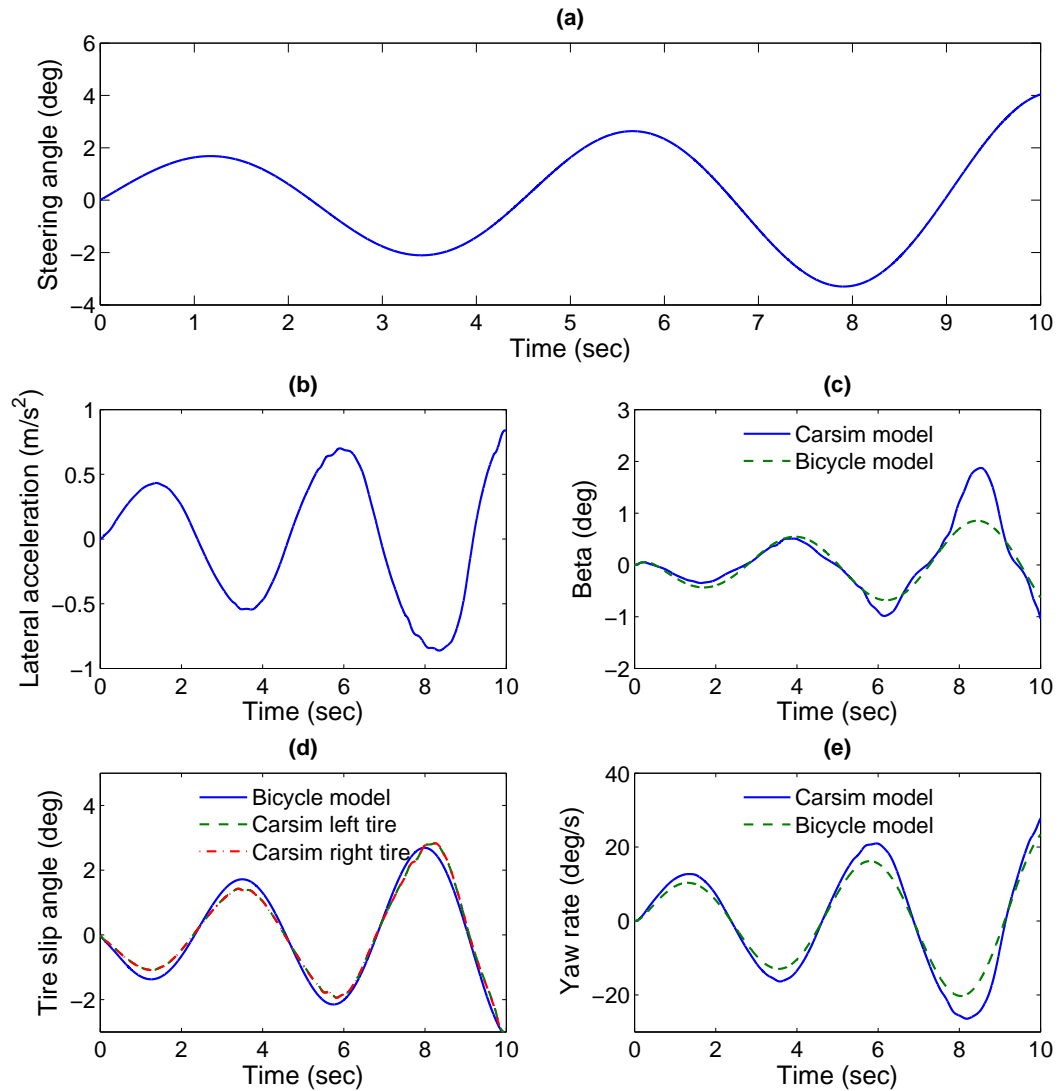 (a)
Steering angle (deg)
6
4
2
0
−2
−4
0 1 2 3 4 5 6 7 8 9 10
Time (sec)
(b)
Lateral acceleration (m/s²)
1
0.5
0
−0.5
−1
0 2 4 6 8 10
Time (sec)
(c)
Beta (deg)
3
2
1
0
−1
−2
Carsim model
Bicycle model
0 2 4 6 8 10
Time (sec)
(d)
Tire slip angle (deg)
4
2
0
−2
Bicycle model
Carsim left tire
Carsim right tire
0 2 4 6 8 10
Time (sec)
(e)
Yaw rate (deg/s)
40
20
0
−20
Carsim model
Bicycle model
0 2 4 6 8 10
Time (sec)